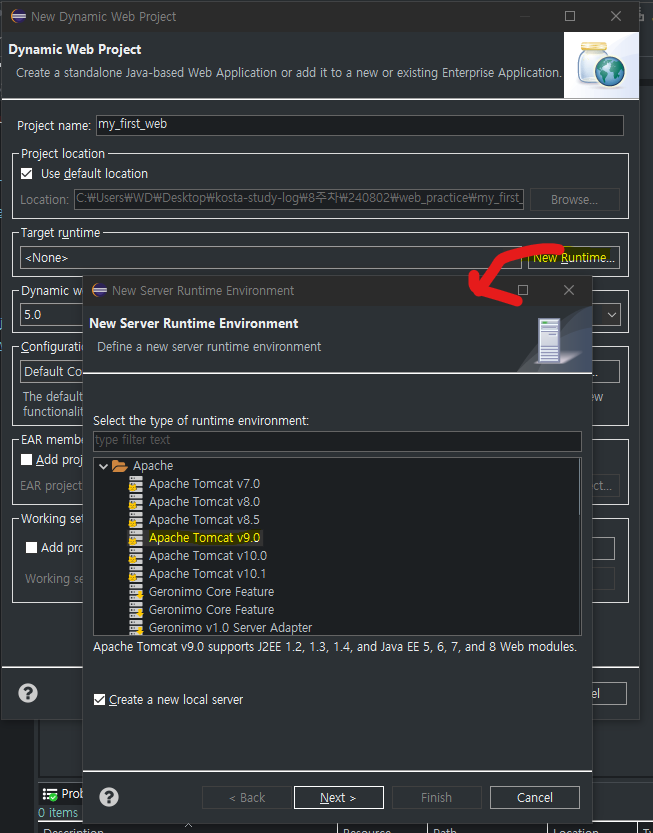 New Dynamic Web Project
Dynamic Web Project
Create a standalone Java-based Web Application or add it to a new or existing Enterprise Application.
Project name: my_first_web
Project location
Use default location
Location: C:₩Users₩WD₩Desktop₩kosta-study-log₩8주차₩240802₩web_practice₩my_first_ Browse...
Target runtime
<None> New Runtime...
New Server Runtime Environment
Dynamic w
New Server Runtime Environment
5.0
Define a new server runtime environment
Configurati
Default Co
The default
functionalit
Select the type of runtime environment:
type filter text
EAR membe
Add proj
Apache
EAR project
Apache Tomcat v7.0
Apache Tomcat v8.0
Working set
Apache Tomcat v8.5
Apache Tomcat v9.0
Add pro
Apache Tomcat v10.0
Apache Tomcat v10.1
Working se
Geronimo Core Feature
Geronimo Core Feature
Geronimo v1.0 Server Adapter
Apache Tomcat v9.0 supports J2EE 1.2, 1.3, 1.4, and Java EE 5, 6, 7, and 8 Web modules.
Create a new local server
Prob
< Back Next > Finish Cancel
0 items
Description Resource Path Location